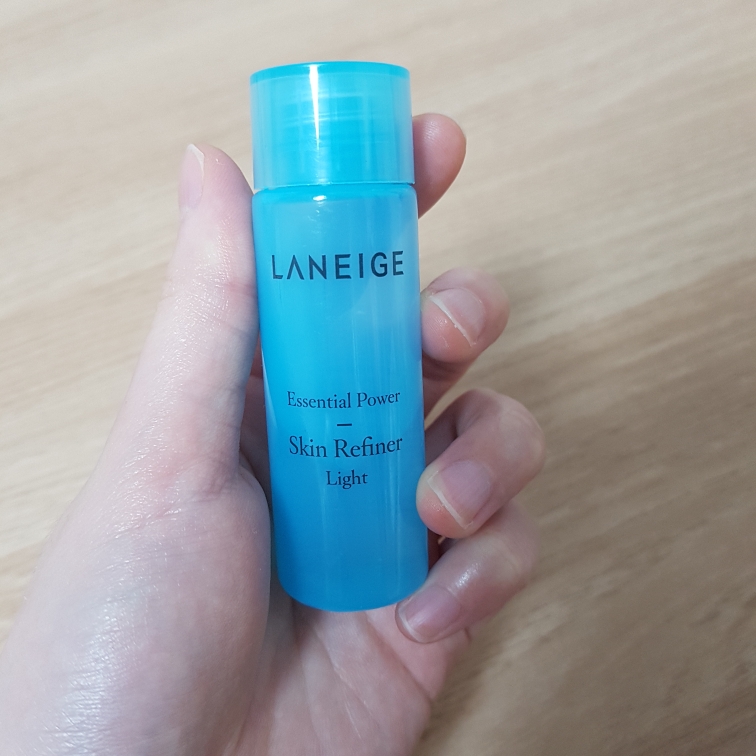 LANEIGE
Essential Power
–
Skin Refiner
Light